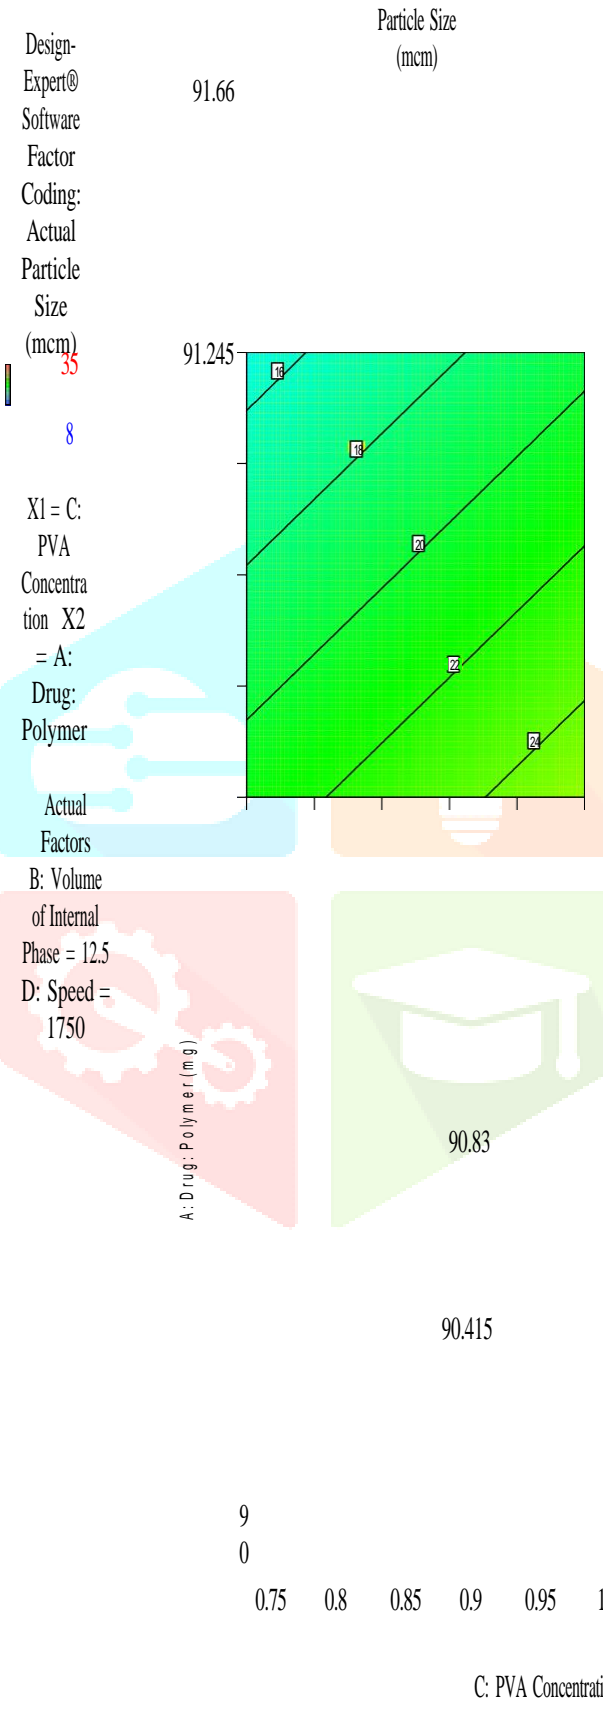 Particle Size
(mcm)
Design-
Expert®
Software
Factor
Coding:
Actual
Particle
Size
(mcm)
35
8
X1 = C:
PVA
Concentra
tion X2
= A:
Drug:
Polymer
Actual
Factors
B: Volume
of Internal
Phase = 12.5
D: Speed =
1750
91.66
91.245
16
18
20
22
24
A: Drug: Polymer (mg)
90.83
90.415
9
0
0.75 0.8 0.85 0.9 0.95 1
C: PVA Concentrati